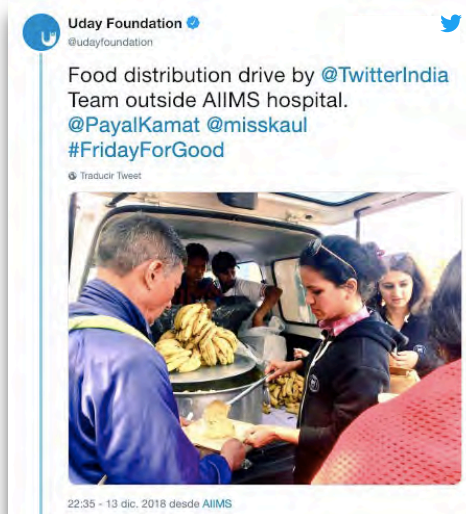 Uday Foundation
@udayfoundation
Food distribution drive by @TwitterIndia
Team outside AIIMS hospital.
@PayalKamat @misskaul
#FridayForGood
Traducir Tweet
22:35 - 13 dic. 2018 desde AIIMS